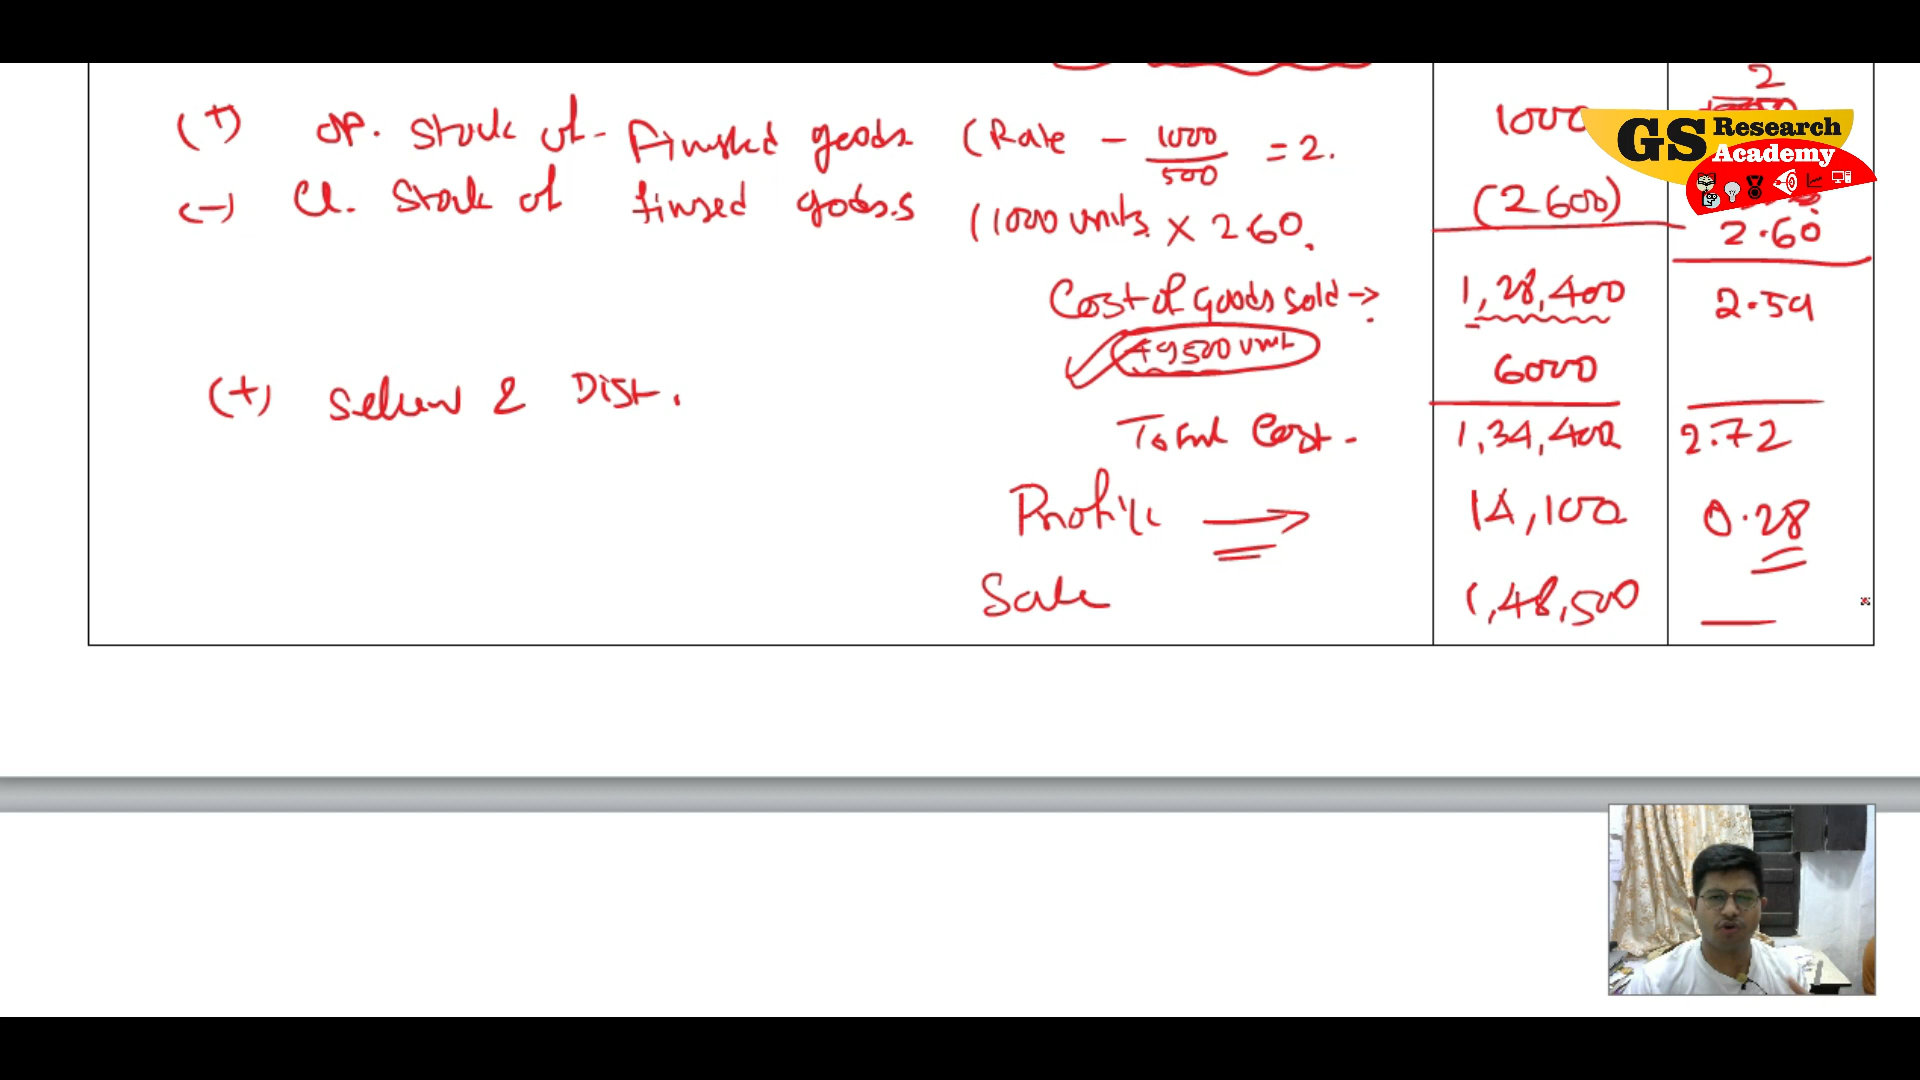 2
(+) OP. Stock of - Finished goods (Rate - 1000/500 = 2. 1000
(-) Cl. Stock of finised goods (1000 units × 2.60. (2600) 2.60
Cost of goods sold → 1,28,400 2.59
49500 unit
(+) Selling & Dist. 6000
Total Cost - 1,34,400 2.72
Profit → 14,100 0.28
Sale 1,48,500
GS Research Academy